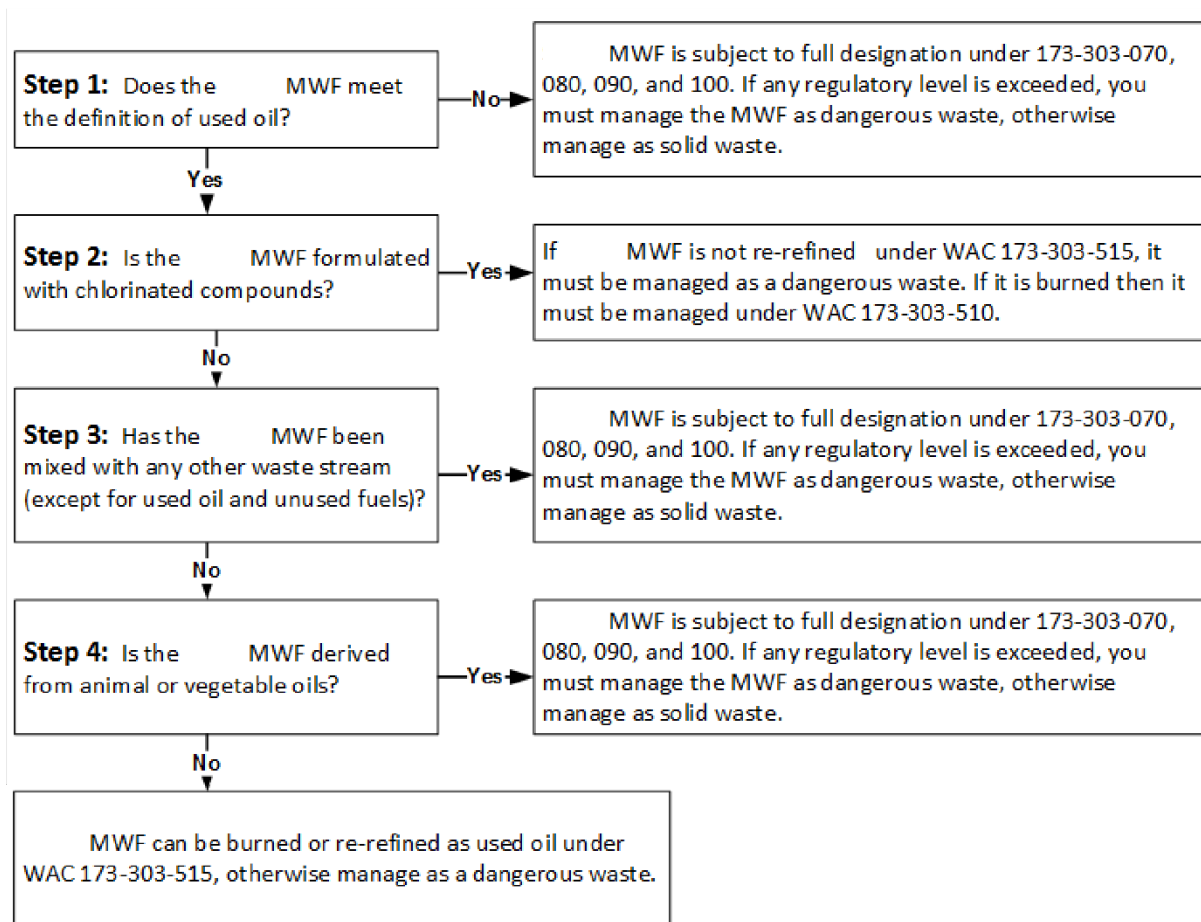 Step 1: Does the MWF meet
the definition of used oil?
No
MWF is subject to full designation under 173-303-070,
080, 090, and 100. If any regulatory level is exceeded, you
must manage the MWF as dangerous waste, otherwise
manage as solid waste.
Yes
Step 2: Is the MWF formulated
with chlorinated compounds?
Yes
If MWF is not re-refined under WAC 173-303-515, it
must be managed as a dangerous waste. If it is burned then it
must be managed under WAC 173-303-510.
No
Step 3: Has the MWF been
mixed with any other waste stream
(except for used oil and unused fuels)?
Yes
MWF is subject to full designation under 173-303-070,
080, 090, and 100. If any regulatory level is exceeded, you
must manage the MWF as dangerous waste, otherwise
manage as solid waste.
No
Step 4: Is the MWF derived
from animal or vegetable oils?
Yes
MWF is subject to full designation under 173-303-070,
080, 090, and 100. If any regulatory level is exceeded, you
must manage the MWF as dangerous waste, otherwise
manage as solid waste.
No
MWF can be burned or re-refined as used oil under
WAC 173-303-515, otherwise manage as a dangerous waste.